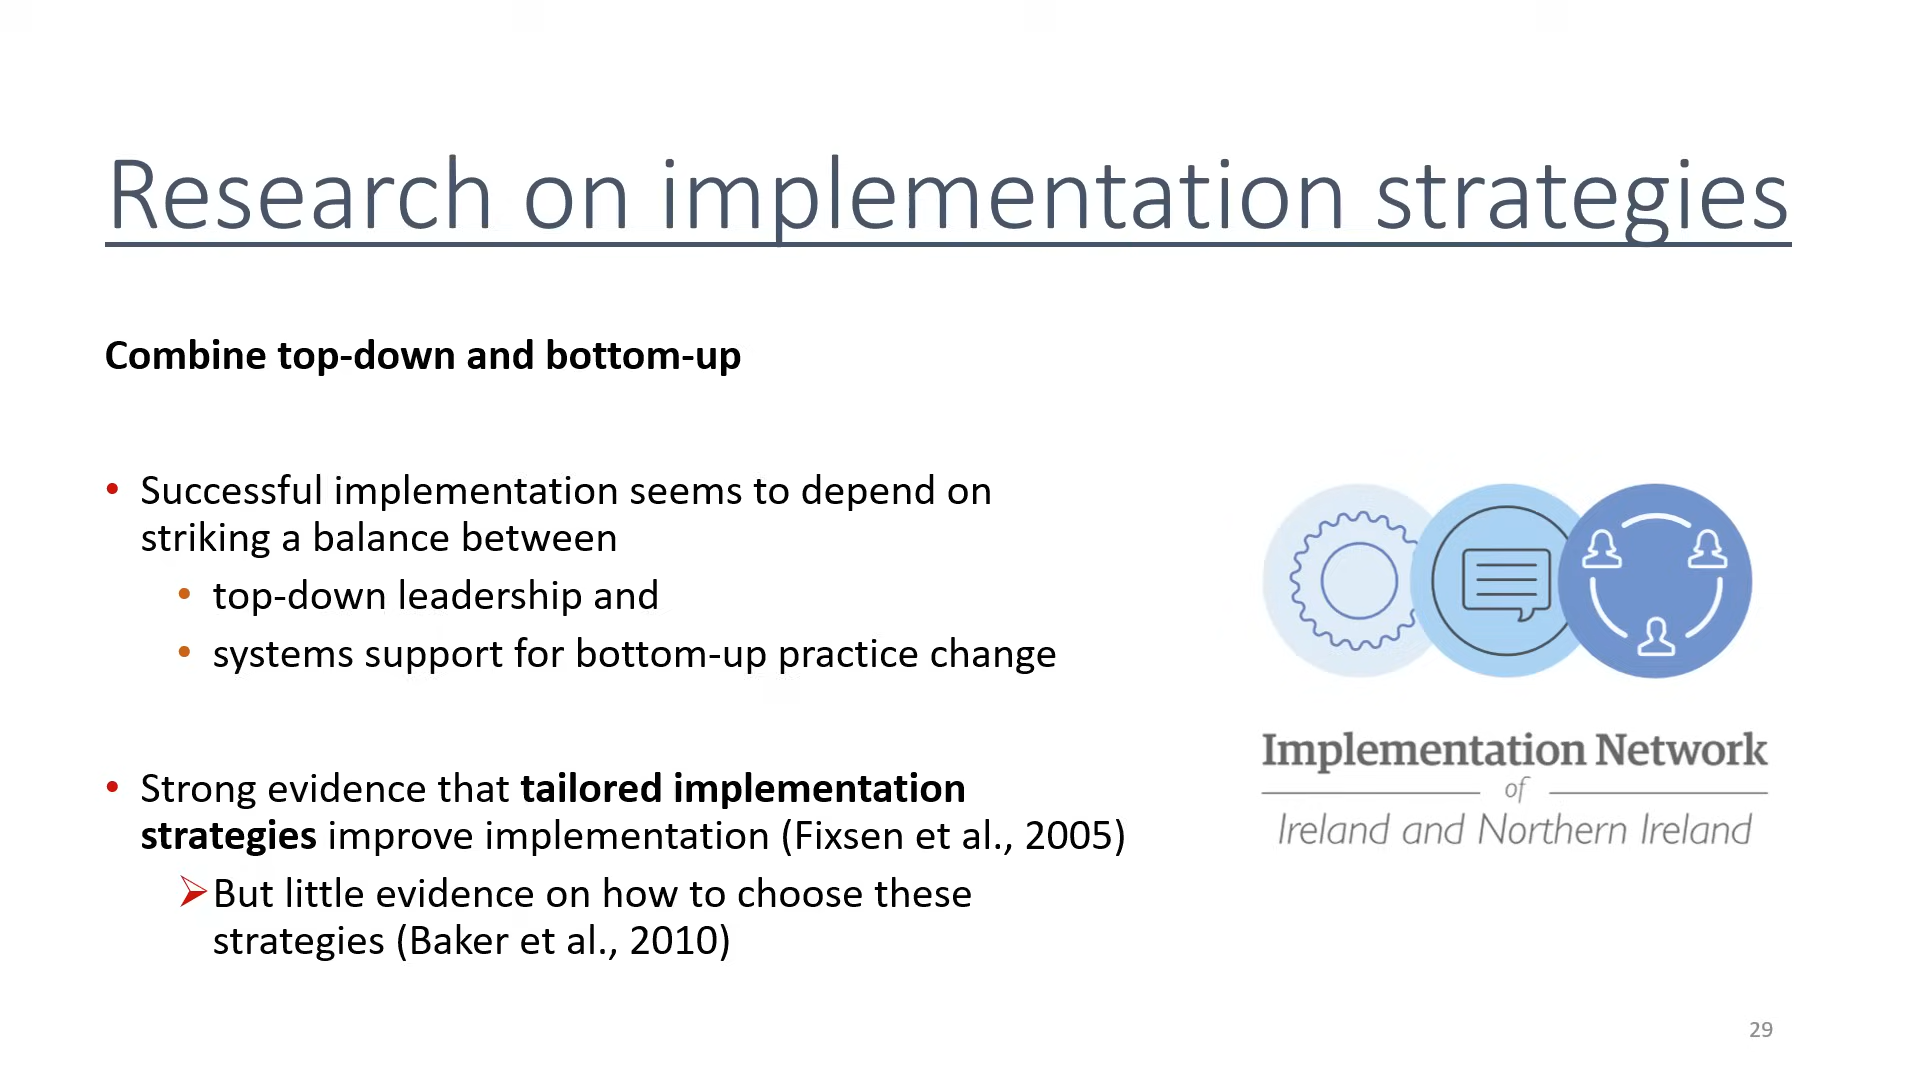 Research on implementation strategies
Combine top-down and bottom-up
• Successful implementation seems to depend on
striking a balance between
• top-down leadership and
• systems support for bottom-up practice change
• Strong evidence that tailored implementation
strategies improve implementation (Fixsen et al., 2005)
➢But little evidence on how to choose these
strategies (Baker et al., 2010)
Implementation Network
of
Ireland and Northern Ireland
29